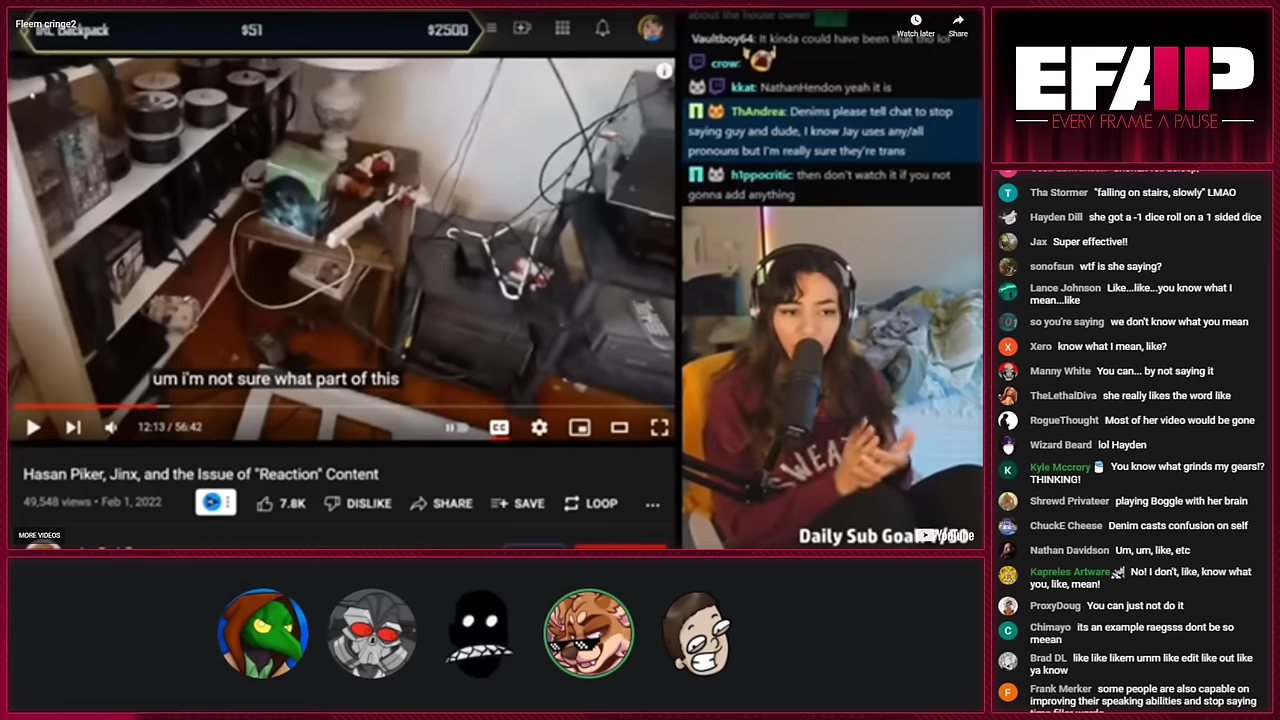 Fleem cringe2
IRL Backpack
$51
$2500
Watch later
Share
about the house owner
Vaultboy64: It kinda could have been that tho lol
crow:
kkat: NathanHendon yeah it is
ThAndrea: Denims please tell chat to stop
saying guy and dude, I know Jay uses any/all
pronouns but I'm really sure they're trans
h1ppocritic: then don't watch it if you not
gonna add anything
um i'm not sure what part of this
12:13 / 56:42
CC
Hasan Piker, Jinx, and the Issue of "Reaction" Content
49,548 views • Feb 1, 2022
7.8K
DISLIKE
SHARE
SAVE
LOOP
MORE VIDEOS
SWEA
Daily Sub Goal
YouTube
EFAP
EVERY FRAME A PAUSE
T
Tha Stormer "falling on stairs, slowly" LMAO
Hayden Dill she got a -1 dice roll on a 1 sided dice
Jax Super effective!!
sonofsun wtf is she saying?
Lance Johnson Like...like...you know what I
mean...like
so you're saying we don't know what you mean
X
Xero know what I mean, like?
Manny White You can... by not saying it
TheLethalDiva she really likes the word like
RogueThought Most of her video would be gone
Wizard Beard lol Hayden
K
Kyle Mccrory You know what grinds my gears!?
THINKING!
Shrewd Privateer playing Boggle with her brain
ChuckE Cheese Denim casts confusion on self
Nathan Davidson Um, um, like, etc
Kapreles Artware No! I don't, like, know what
you, like, mean!
ProxyDoug You can just not do it
C
Chimayo its an example raegsss dont be so
meean
Brad DL like like likem umm like edit like out like
ya know
F
Frank Merker some people are also capable on
improving their speaking abilities and stop saying